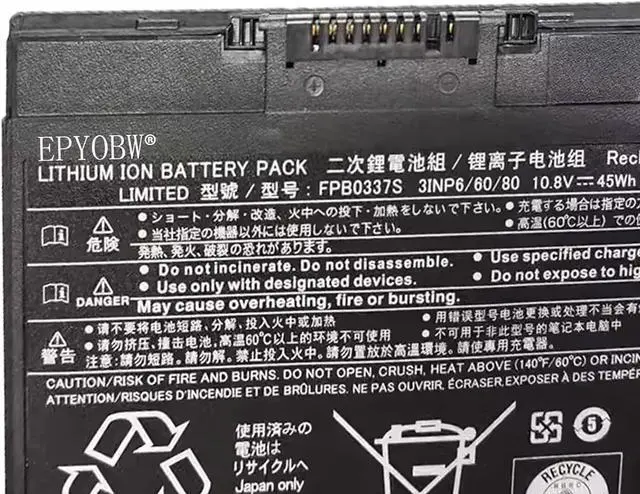 EPYOBW®
LITHIUM ION BATTERY PACK 二次鋰電池組 / 锂离子电池组 Rec
LIMITED 型號 / 型号: FPB0337S 3INP6/60/80 10.8V 45Wh
危険
• ショート・分解・改造、火中への投下・加熱をしないで下さい。 • 充電する場合は指定の
• 当社指定の機器以外には使用しないで下さい。 • 高温(60℃以上)での
発熱、発火、破裂の恐れがあります。
DANGER
• Do not incinerate. Do not disassemble. • Use specified charge
• Use only with designated devices. • Do not expose to hig
May cause overheating, fire or bursting.
警告
• 请不要将电池短路、分解、投入火中或加热 • 用错误型号电池更换或处理不当会有
• 请勿挤压、撞击电池,高温60℃以上的环境不可使用 • 不可用于非此型号的笔记本电脑中
注意:請勿短路。請勿解。禁止投入火中。請勿置放於高溫環境。請使專用充電器。
CAUTION/RISK OF FIRE AND BURNS. DO NOT OPEN, CRUSH, HEAT ABOVE (140°F/60°C) OR INCIN
ATTENTION/RISQUES D'INCENDIE ET DE BRÛLURES. NE PAS OUVRIR, ÉCRASER,EXPOSER À DES TEMPÉR
使用済みの
電池は
リサイクルへ
Japan only
5
RECYCLE